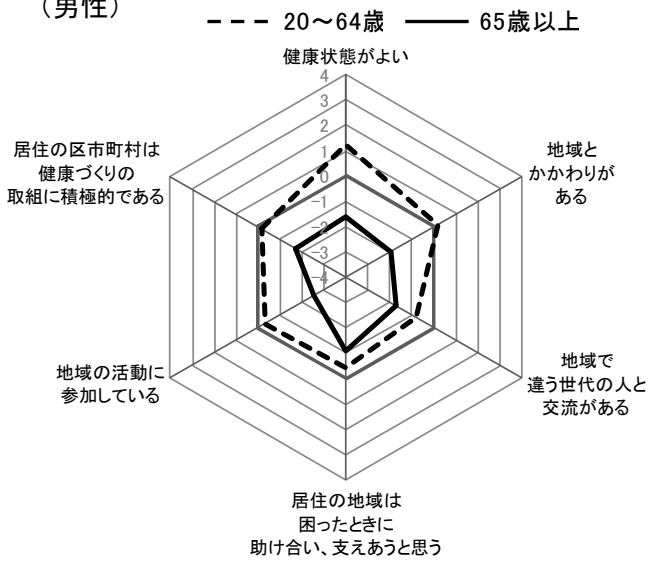 （男性）
20～64歳 65歳以上
健康状態がよい
4
3
2
1
0
-1
-2
-3
-4
地域と
かかわりが
ある
地域で
違う世代の人と
交流がある
居住の地域は
困ったときに
助け合い、支えあうと思う
地域の活動に
参加している
居住の区市町村は
健康づくりの
取組に積極的である